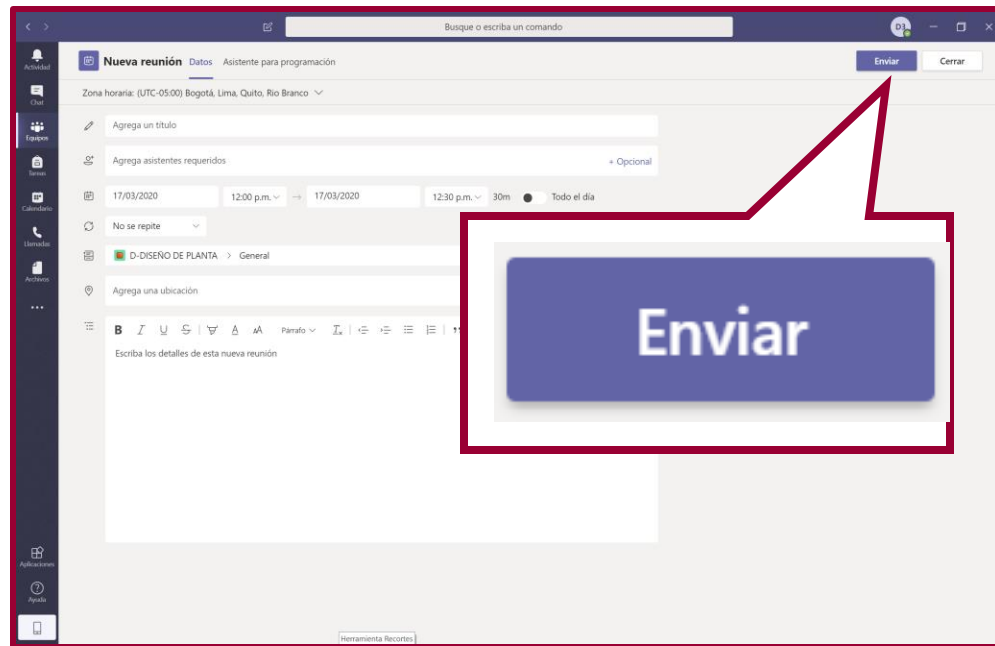 Busque o escriba un comando
D3
Actividad
Chat
Equipos
Tareas
Calendario
Llamadas
Archivos
Aplicaciones
Ayuda
Nueva reunión Datos Asistente para programación
Enviar Cerrar
Zona horaria: (UTC-05:00) Bogotá, Lima, Quito, Rio Branco
Agrega un título
Agrega asistentes requeridos + Opcional
17/03/2020 12:00 p.m. → 17/03/2020 12:30 p.m. 30m Todo el día
No se repite
D-DISEÑO DE PLANTA > General
Agrega una ubicación
B I U S A AA Párrafo Ix "
Escriba los detalles de esta nueva reunión
Enviar
Herramienta Recortes